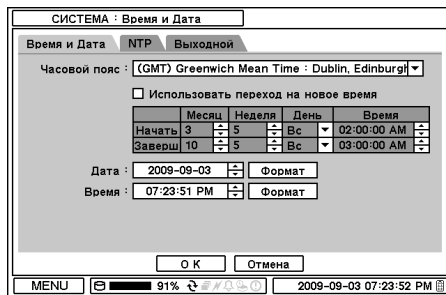 СИСТЕМА : Время и Дата
Время и Дата NTP Выходной
Часовой пояс : (GMT) Greenwich Mean Time : Dublin, Edinburgh
Использовать переход на новое время
Месяц Неделя День Время
Начать 3 5 Вс 02:00:00 AM
Заверш 10 5 Вс 03:00:00 AM
Дата : 2009-09-03 Формат
Время : 07:23:51 PM Формат
O K Отмена
MENU 91% 2009-09-03 07:23:52 PM